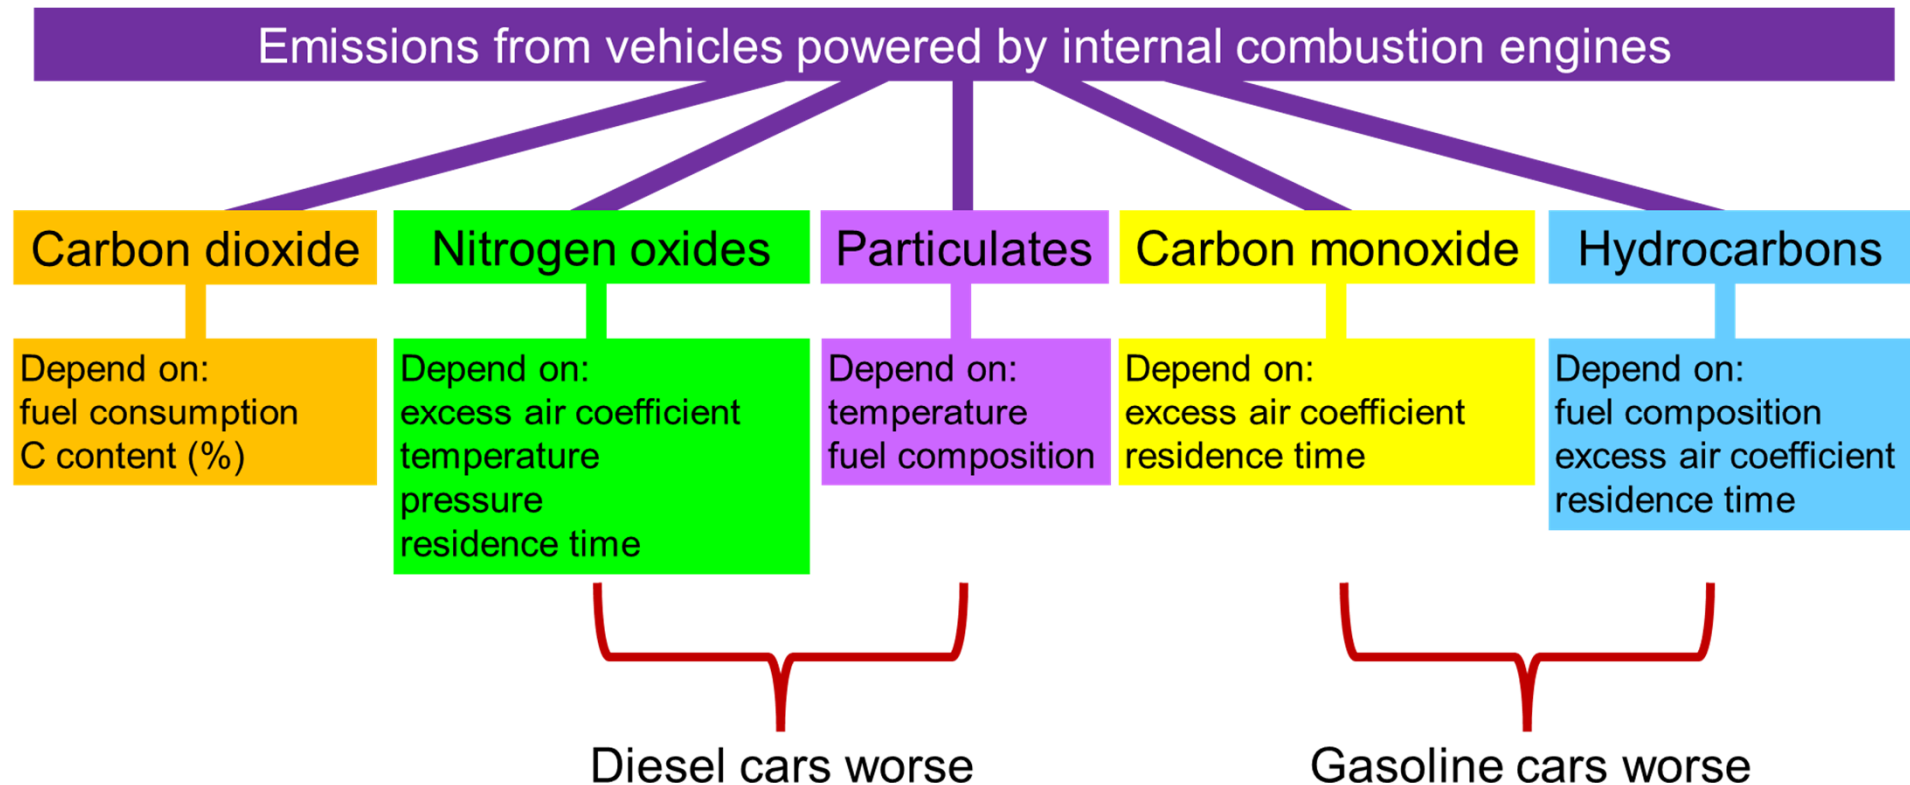 Emissions from vehicles powered by internal combustion engines
Carbon dioxide
Depend on:
fuel consumption
C content (%)
Nitrogen oxides
Depend on:
excess air coefficient
temperature
pressure
residence time
Particulates
Depend on:
temperature
fuel composition
Carbon monoxide
Depend on:
excess air coefficient
residence time
Hydrocarbons
Depend on:
fuel composition
excess air coefficient
residence time
Diesel cars worse
Gasoline cars worse